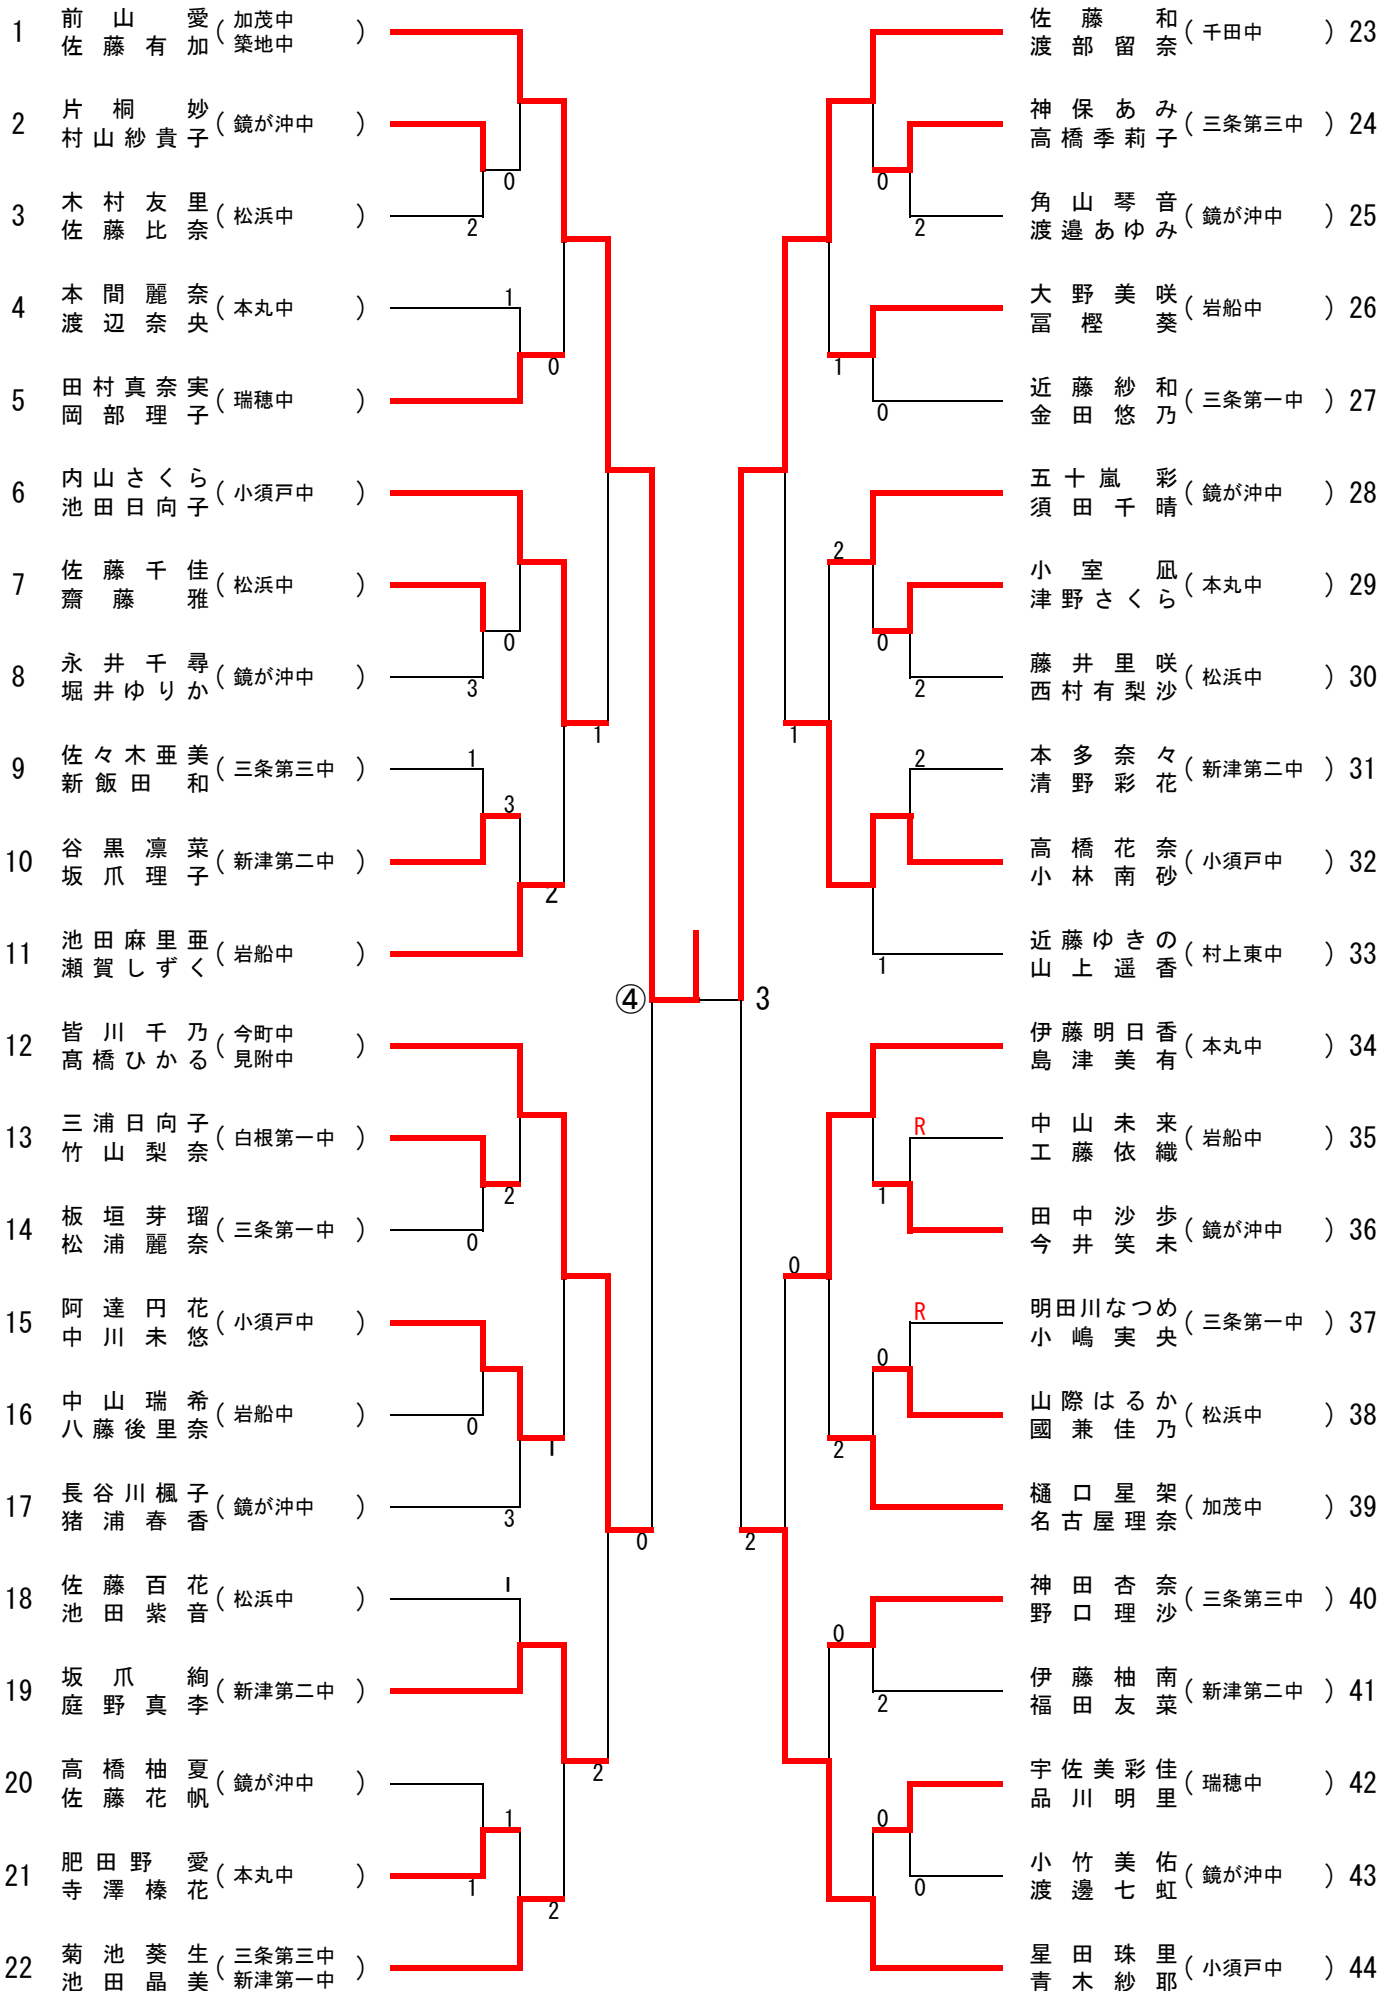 1 前山愛 (加茂中
佐藤有加 築地中)
2 片桐妙 (鏡が沖中)
村山紗貴子
0
3 木村友里 (松浜中)
佐藤比奈
2
4 本間麗奈 (本丸中)
渡辺奈央
1
0
5 田村真奈実 (瑞穂中)
岡部理子
6 内山さくら (小須戸中)
池田日向子
7 佐藤千佳 (松浜中)
齋藤雅
0
8 永井千尋 (鏡が沖中)
堀井ゆりか
3
1
9 佐々木亜美 (三条第三中)
新飯田和
1
3
10 谷黒凛菜 (新津第二中)
坂爪理子
2
11 池田麻里亜 (岩船中)
瀬賀しずく
④ 3
12 皆川千乃 (今町中
髙橋ひかる 見附中)
13 三浦日向子 (白根第一中)
竹山梨奈
2
14 板垣芽瑠 (三条第一中)
松浦麗奈
0
15 阿達円花 (小須戸中)
中川未悠
16 中山瑞希 (岩船中)
八藤後里奈
0
1
17 長谷川楓子 (鏡が沖中)
猪浦春香
3
0
18 佐藤百花 (松浜中)
池田紫音
1
19 坂爪絢 (新津第二中)
庭野真李
2
20 高橋柚夏 (鏡が沖中)
佐藤花帆
1
21 肥田野愛 (本丸中)
寺澤榛花
1
2
22 菊池葵生 (三条第三中
池田晶美 新津第一中)
佐藤和 (千田中) 23
渡部留奈
神保あみ (三条第三中) 24
高橋季莉子
0
角山琴音 (鏡が沖中) 25
渡邉あゆみ
2
大野美咲 (岩船中) 26
冨樫葵
1
近藤紗和 (三条第一中) 27
金田悠乃
0
五十嵐彩 (鏡が沖中) 28
須田千晴
2
小室凪 (本丸中) 29
津野さくら
0
藤井里咲 (松浜中) 30
西村有梨沙
2
1
本多奈々 (新津第二中) 31
清野彩花
2
高橋花奈 (小須戸中) 32
小林南砂
近藤ゆきの (村上東中) 33
山上遥香
1
伊藤明日香 (本丸中) 34
島津美有
中山未来 (岩船中) 35
工藤依織
R
1
田中沙歩 (鏡が沖中) 36
今井笑未
0
明田川なつめ (三条第一中) 37
小嶋実央
R
0
山際はるか (松浜中) 38
國兼佳乃
2
樋口星架 (加茂中) 39
名古屋理奈
2
神田杏奈 (三条第三中) 40
野口理沙
0
伊藤柚南 (新津第二中) 41
福田友菜
2
宇佐美彩佳 (瑞穂中) 42
品川明里
0
小竹美佑 (鏡が沖中) 43
渡邊七虹
0
星田珠里 (小須戸中) 44
青木紗耶